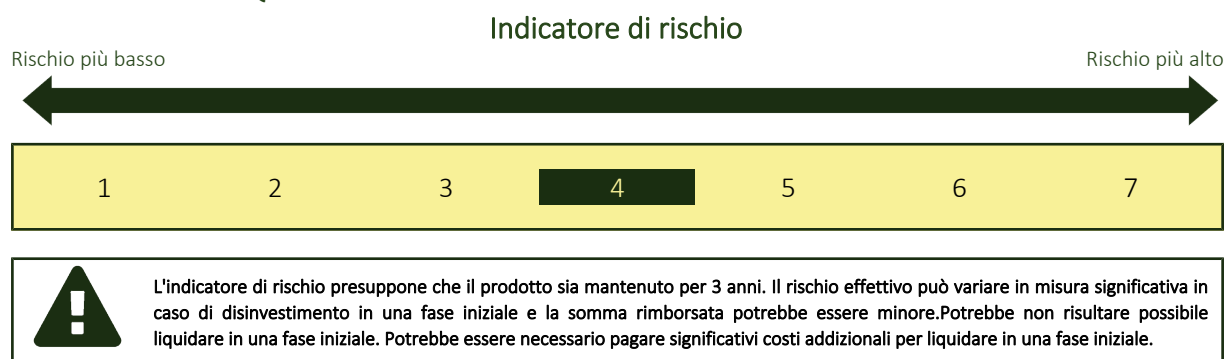 Indicatore di rischio
Rischio più basso
Rischio più alto
1 2 3 4 5 6 7
L'indicatore di rischio presuppone che il prodotto sia mantenuto per 3 anni. Il rischio effettivo può variare in misura significativa in
caso di disinvestimento in una fase iniziale e la somma rimborsata potrebbe essere minore.Potrebbe non risultare possibile
liquidare in una fase iniziale. Potrebbe essere necessario pagare significativi costi addizionali per liquidare in una fase iniziale.